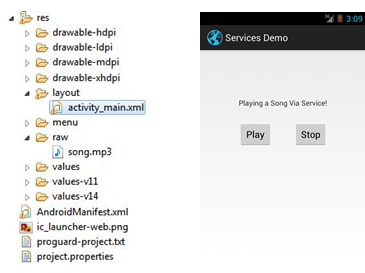 res
drawable-hdpi
drawable-ldpi
drawable-mdpi
drawable-xhdpi
layout
activity_main.xml
menu
raw
song.mp3
values
values-v11
values-v14
AndroidManifest.xml
ic_launcher-web.png
proguard-project.txt
project.properties
3:09
Services Demo
Playing a Song Via Service!
Play Stop